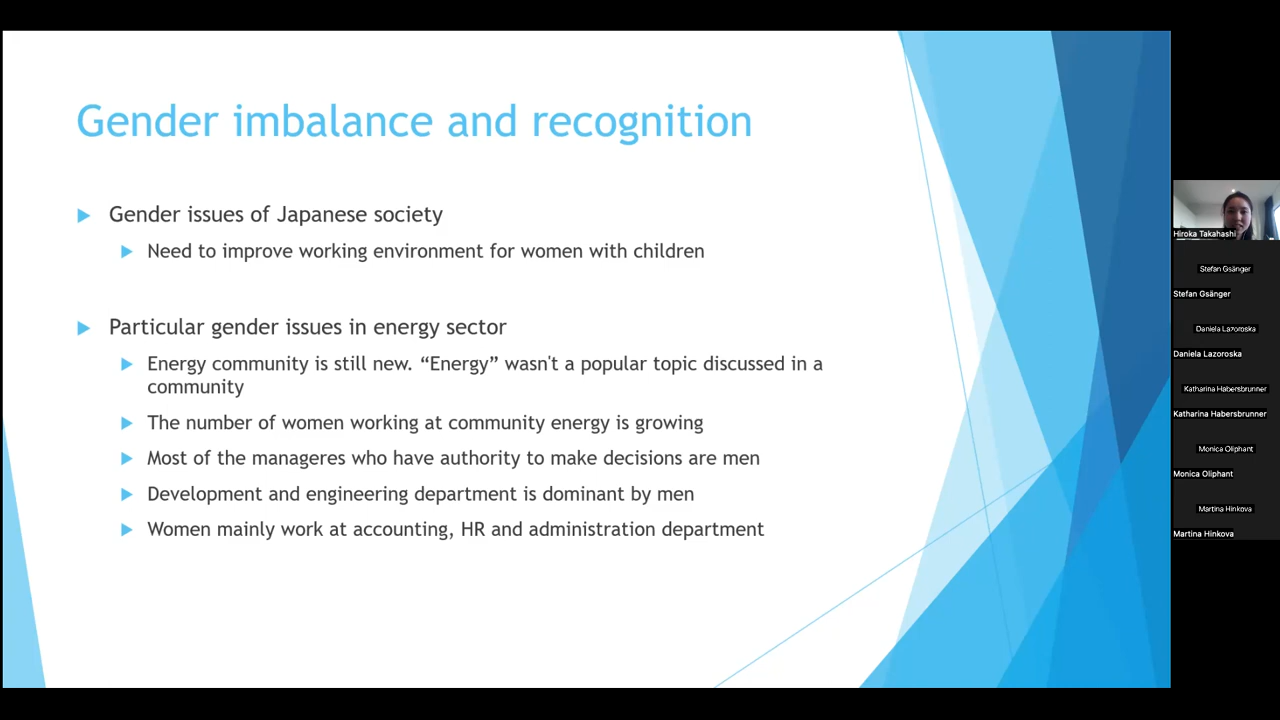 Gender imbalance and recognition
Gender issues of Japanese society
Need to improve working environment for women with children
Particular gender issues in energy sector
Energy community is still new. “Energy” wasn't a popular topic discussed in a
community
The number of women working at community energy is growing
Most of the manageres who have authority to make decisions are men
Development and engineering department is dominant by men
Women mainly work at accounting, HR and administration department
Hiroka Takahashi
Stefan Gsänger
Stefan Gsänger
Daniela Lazoroska
Daniela Lazoroska
Katharina Habersbrunner
Katharina Habersbrunner
Monica Oliphant
Monica Oliphant
Martina Hinkova
Martina Hinkova